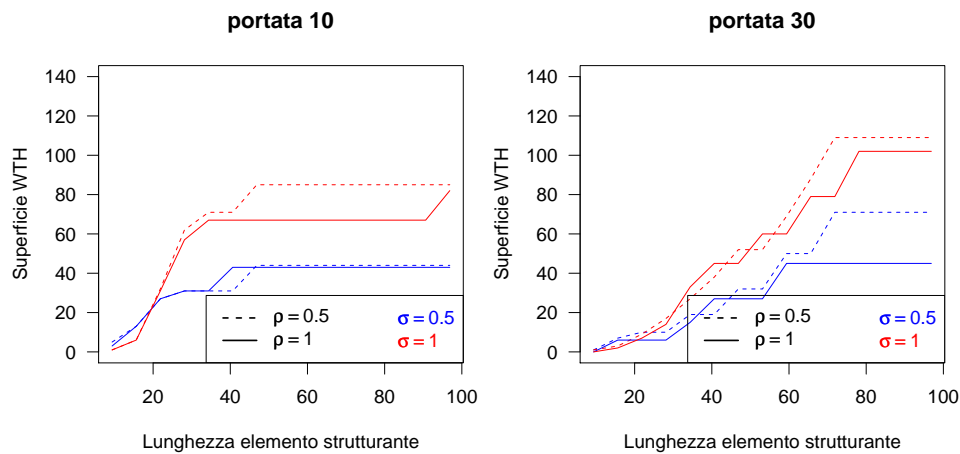 portata 10
Superficie WTH
140
120
100
80
60
40
20
0
ρ = 0.5 σ = 0.5
ρ = 1 σ = 1
20 40 60 80 100
Lunghezza elemento strutturante
portata 30
Superficie WTH
140
120
100
80
60
40
20
0
ρ = 0.5 σ = 0.5
ρ = 1 σ = 1
20 40 60 80 100
Lunghezza elemento strutturante